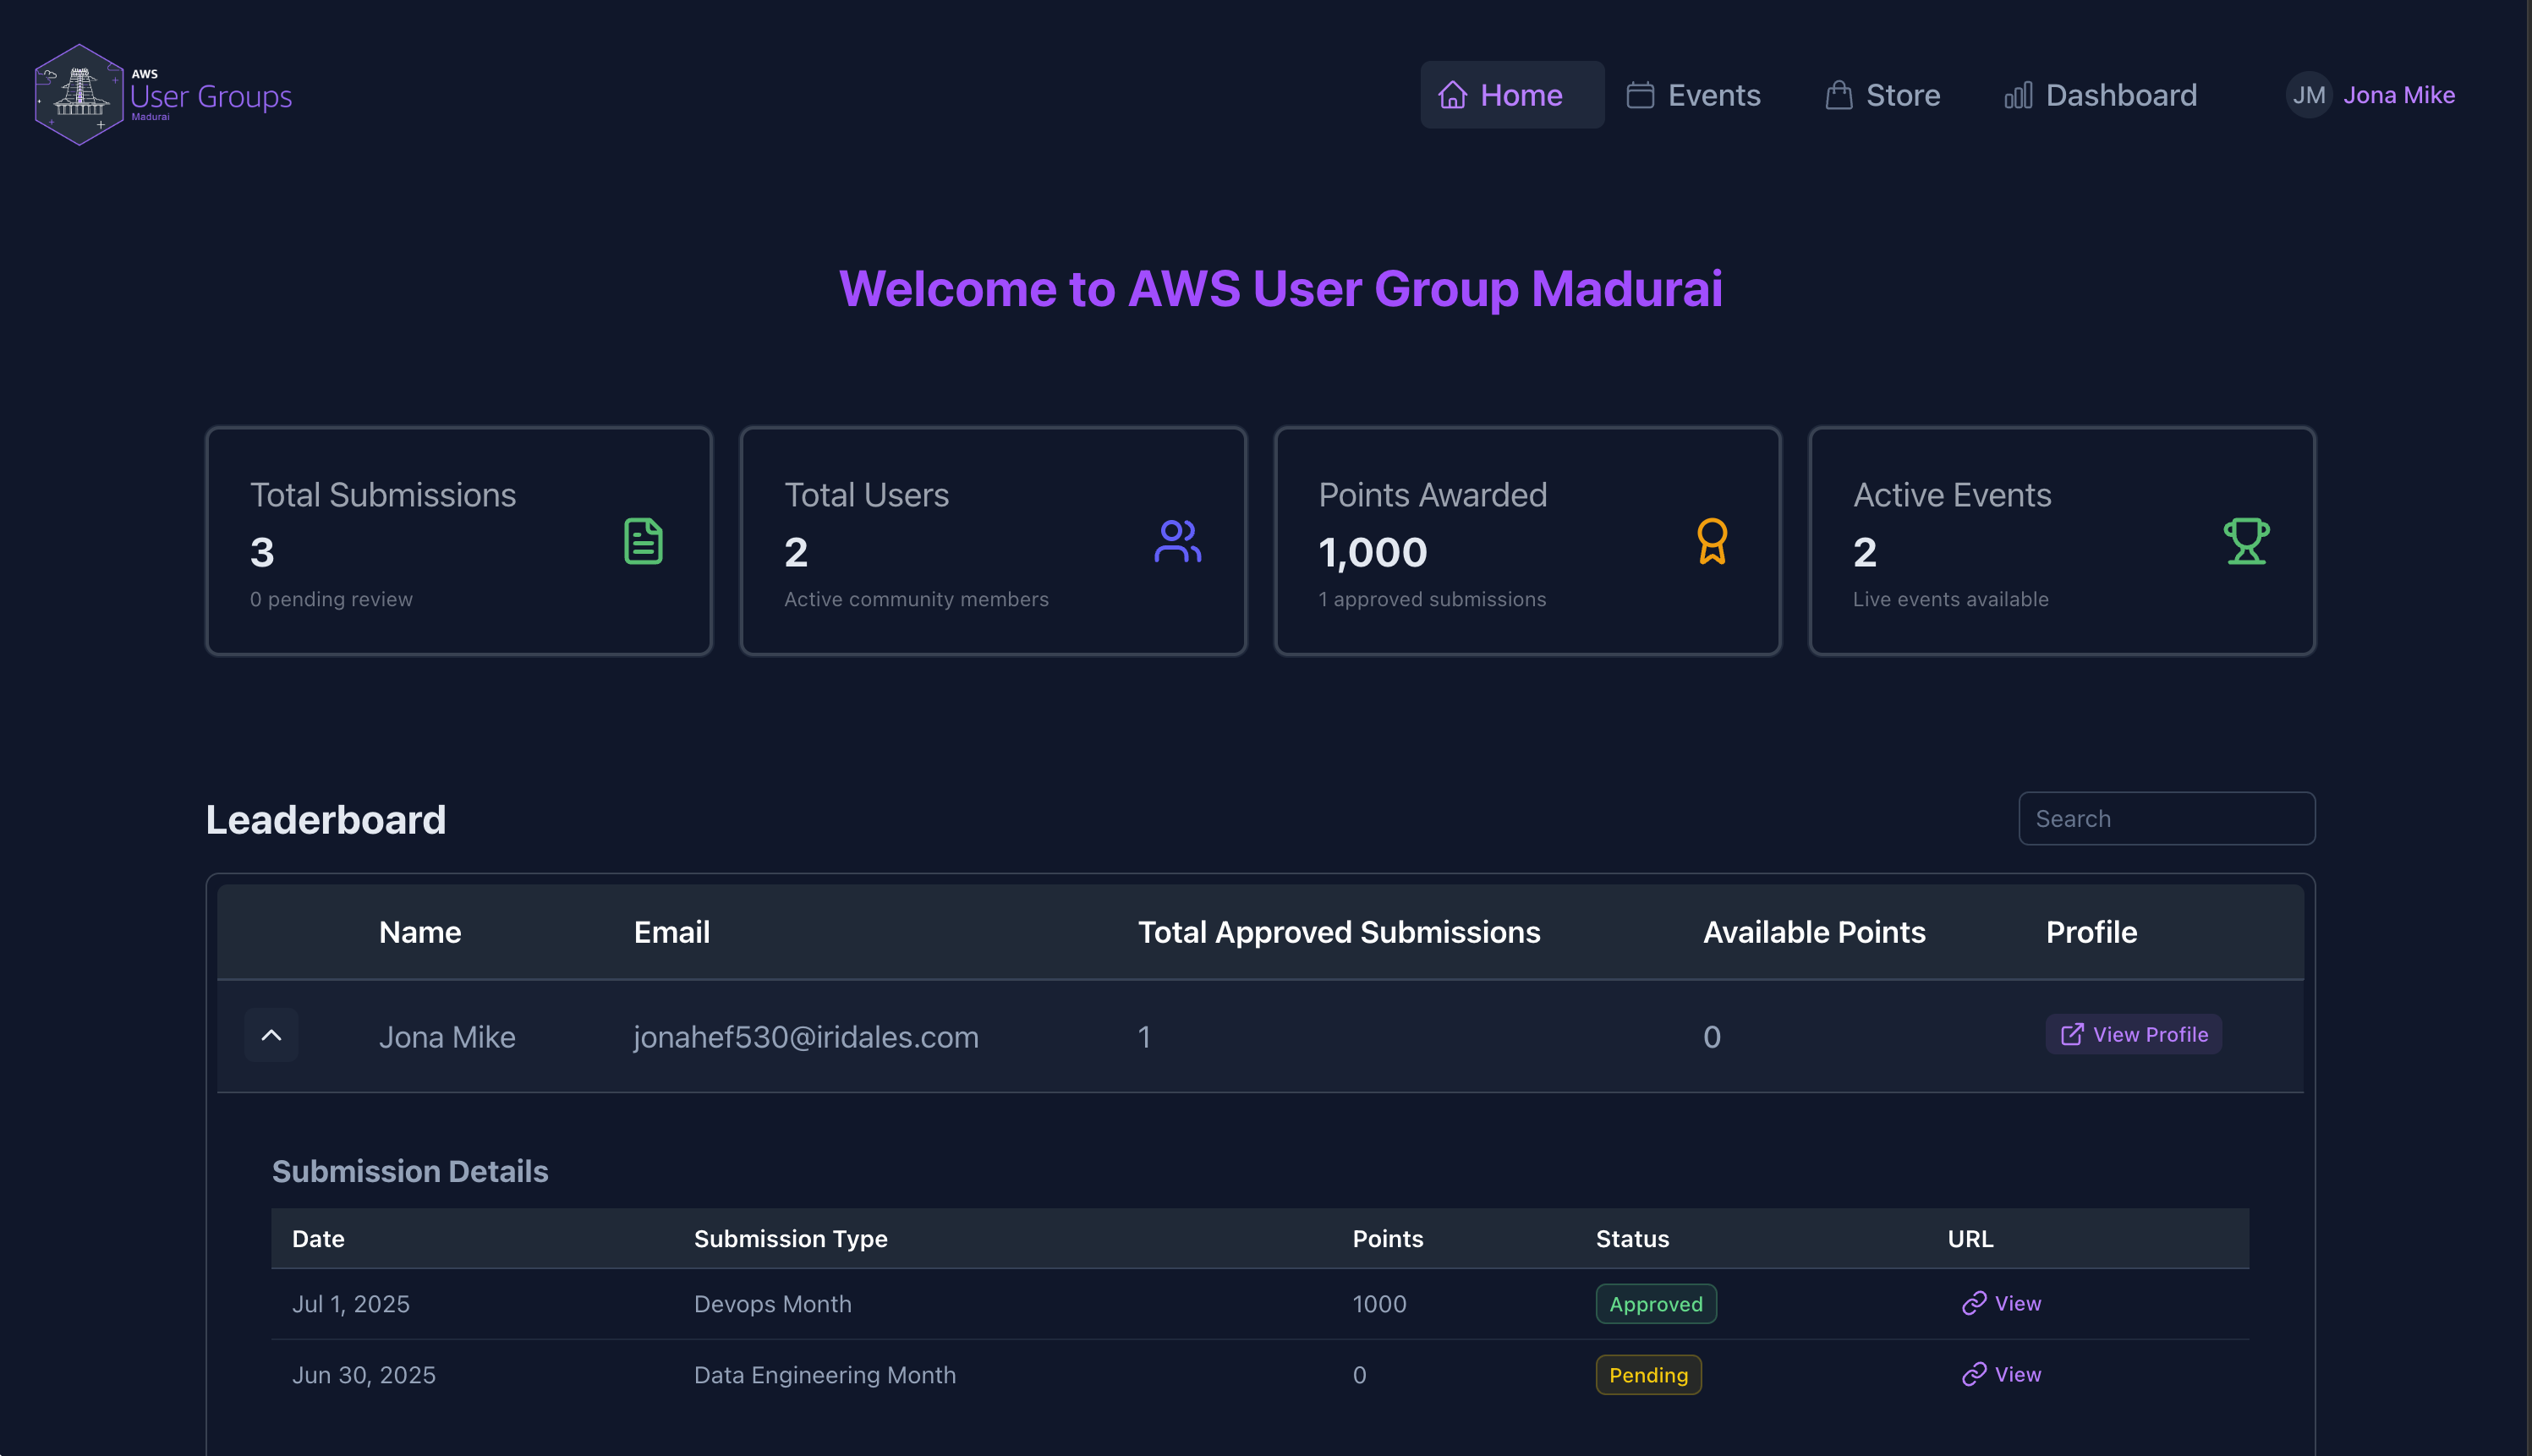 AWS
User Groups
Madurai
Home
Events
Store
Dashboard
JM
Jona Mike
Welcome to AWS User Group Madurai
Total Submissions
3
0 pending review
Total Users
2
Active community members
Points Awarded
1,000
1 approved submissions
Active Events
2
Live events available
Leaderboard
Search
Name Email Total Approved Submissions Available Points Profile
Jona Mike jonahef530@iridales.com 1 0 View Profile
Submission Details
Date Submission Type Points Status URL
Jul 1, 2025 Devops Month 1000 Approved View
Jun 30, 2025 Data Engineering Month 0 Pending View